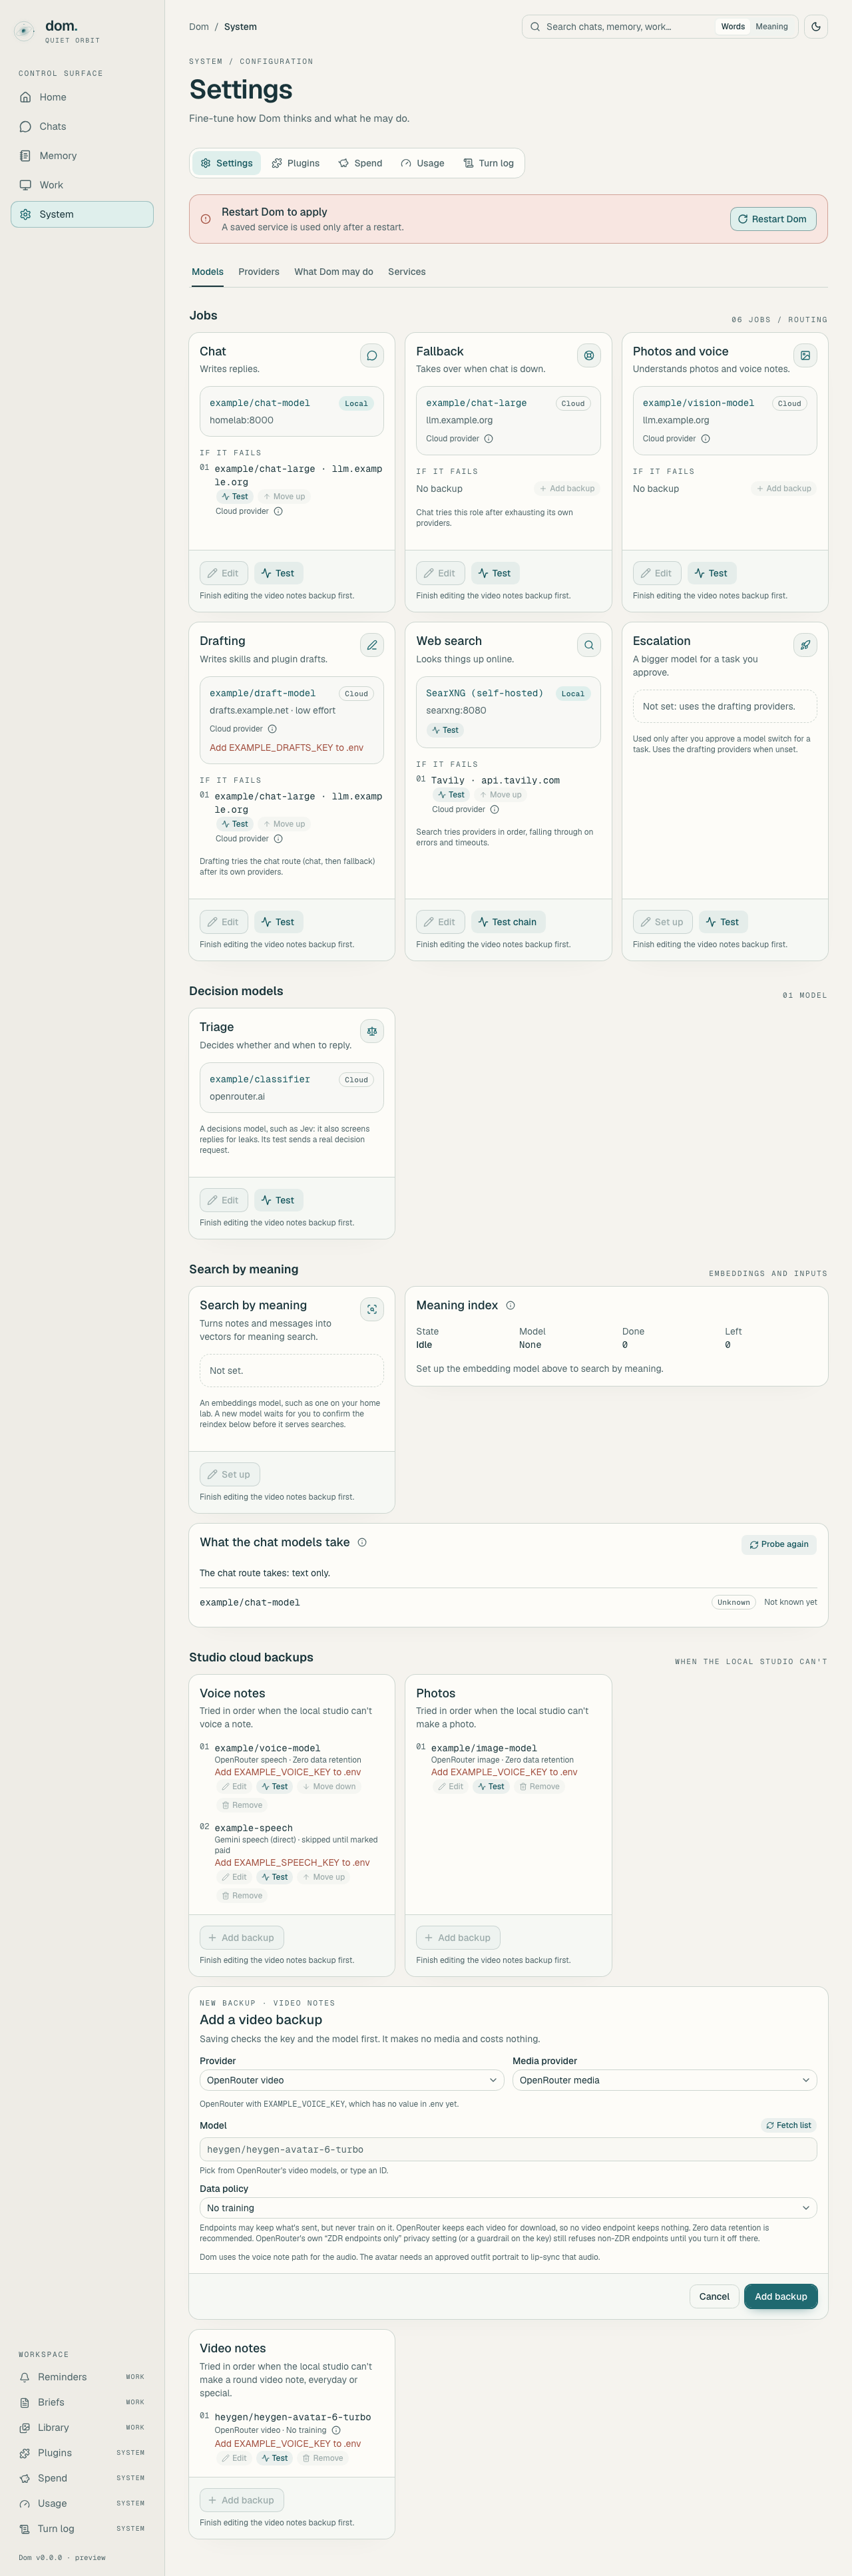 dom.
QUIET ORBIT
CONTROL SURFACE
Home
Chats
Memory
Work
System
Dom / System
Search chats, memory, work...
Words Meaning
SYSTEM / CONFIGURATION
Settings
Fine-tune how Dom thinks and what he may do.
Settings Plugins Spend Usage Turn log
Restart Dom to apply
A saved service is used only after a restart.
Restart Dom
Models Providers What Dom may do Services
Jobs
06 JOBS / ROUTING
Chat
Writes replies.
example/chat-model Local
homelab:8000
IF IT FAILS
01 example/chat-large · llm.examp
le.org
Test Move up
Cloud provider
Edit Test
Finish editing the video notes backup first.
Fallback
Takes over when chat is down.
example/chat-large Cloud
llm.example.org
Cloud provider
IF IT FAILS
No backup Add backup
Chat tries this role after exhausting its own
providers.
Edit Test
Finish editing the video notes backup first.
Photos and voice
Understands photos and voice notes.
example/vision-model Cloud
llm.example.org
Cloud provider
IF IT FAILS
No backup Add backup
Edit Test
Finish editing the video notes backup first.
Drafting
Writes skills and plugin drafts.
example/draft-model Cloud
drafts.example.net · low effort
Cloud provider
Add EXAMPLE_DRAFTS_KEY to .env
IF IT FAILS
01 example/chat-large · llm.examp
le.org
Test Move up
Cloud provider
Drafting tries the chat route (chat, then fallback)
after its own providers.
Edit Test
Finish editing the video notes backup first.
Web search
Looks things up online.
SearXNG (self-hosted) Local
searxng:8080
Test
IF IT FAILS
01 Tavily · api.tavily.com
Test Move up
Cloud provider
Search tries providers in order, falling through on
errors and timeouts.
Edit Test chain
Finish editing the video notes backup first.
Escalation
A bigger model for a task you
approve.
Not set: uses the drafting providers.
Used only after you approve a model switch for a
task. Uses the drafting providers when unset.
Set up Test
Finish editing the video notes backup first.
Decision models
01 MODEL
Triage
Decides whether and when to reply.
example/classifier Cloud
openrouter.ai
A decisions model, such as Jev: it also screens
replies for leaks. Its test sends a real decision
request.
Edit Test
Finish editing the video notes backup first.
Search by meaning
EMBEDDINGS AND INPUTS
Search by meaning
Turns notes and messages into
vectors for meaning search.
Not set.
An embeddings model, such as one on your home
lab. A new model waits for you to confirm the
reindex below before it serves searches.
Set up
Finish editing the video notes backup first.
Meaning index
State Model Done Left
Idle None 0 0
Set up the embedding model above to search by meaning.
What the chat models take
Probe again
The chat route takes: text only.
example/chat-model Unknown Not known yet
Studio cloud backups
WHEN THE LOCAL STUDIO CAN'T
Voice notes
Tried in order when the local studio can't
voice a note.
01 example/voice-model
OpenRouter speech · Zero data retention
Add EXAMPLE_VOICE_KEY to .env
Edit Test Move down
Remove
02 example-speech
Gemini speech (direct) · skipped until marked
paid
Add EXAMPLE_SPEECH_KEY to .env
Edit Test Move up
Remove
Add backup
Finish editing the video notes backup first.
Photos
Tried in order when the local studio can't
make a photo.
01 example/image-model
OpenRouter image · Zero data retention
Add EXAMPLE_VOICE_KEY to .env
Edit Test Remove
Add backup
Finish editing the video notes backup first.
NEW BACKUP · VIDEO NOTES
Add a video backup
Saving checks the key and the model first. It makes no media and costs nothing.
Provider Media provider
OpenRouter video OpenRouter media
OpenRouter with EXAMPLE_VOICE_KEY, which has no value in .env yet.
Model Fetch list
heygen/heygen-avatar-6-turbo
Pick from OpenRouter's video models, or type an ID.
Data policy
No training
Endpoints may keep what's sent, but never train on it. OpenRouter keeps each video for download, so no video endpoint keeps nothing. Zero data retention is
recommended. OpenRouter's own "ZDR endpoints only" privacy setting (or a guardrail on the key) still refuses non-ZDR endpoints until you turn it off there.
Dom uses the voice note path for the audio. The avatar needs an approved outfit portrait to lip-sync that audio.
Cancel Add backup
Video notes
Tried in order when the local studio can't
make a round video note, everyday or
special.
01 heygen/heygen-avatar-6-turbo
OpenRouter video · No training
Add EXAMPLE_VOICE_KEY to .env
Edit Test Remove
Add backup
Finish editing the video notes backup first.
WORKSPACE
Reminders WORK
Briefs WORK
Library WORK
Plugins SYSTEM
Spend SYSTEM
Usage SYSTEM
Turn log SYSTEM
Dom v0.0.0 · preview